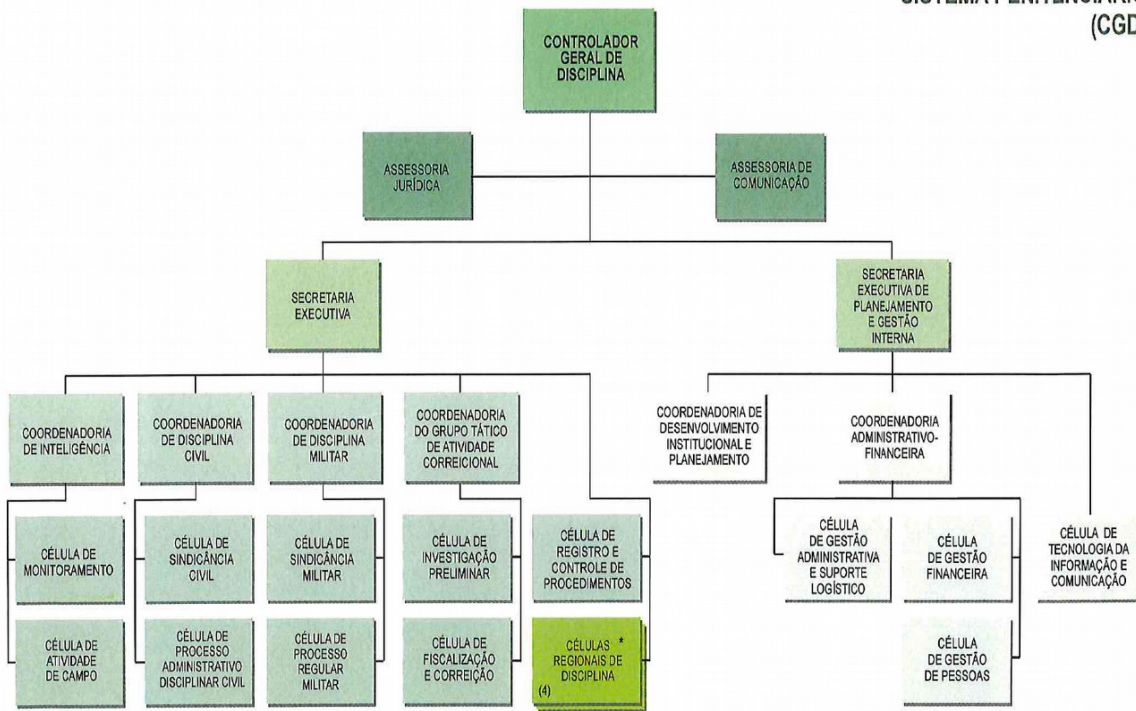 (CGD
CONTROLADOR
GERAL DE
DISCIPLINA
ASSESSORIA
JURÍDICA
ASSESSORIA DE
COMUNICAÇÃO
SECRETARIA
EXECUTIVA
SECRETARIA
EXECUTIVA DE
PLANEJAMENTO
E GESTÃO
INTERNA
COORDENADORIA
DE INTELIGÊNCIA
COORDENADORIA
DE DISCIPLINA
CIVIL
COORDENADORIA
DE DISCIPLINA
MILITAR
COORDENADORIA
DO GRUPO TÁTICO
DE ATIVIDADE
CORREICIONAL
COORDENADORIA DE
DESENVOLVIMENTO
INSTITUCIONAL E
PLANEJAMENTO
COORDENADORIA
ADMINISTRATIVO-
FINANCEIRA
CÉLULA DE
MONITORAMENTO
CÉLULA DE
SINDICÂNCIA
CIVIL
CÉLULA DE
SINDICÂNCIA
MILITAR
CÉLULA DE
INVESTIGAÇÃO
PRELIMINAR
CÉLULA DE
REGISTRO E
CONTROLE DE
PROCEDIMENTOS
CÉLULA
DE GESTÃO
ADMINISTRATIVA
E SUPORTE
LOGÍSTICO
CÉLULA
DE GESTÃO
FINANCEIRA
CÉLULA DE
TECNOLOGIA DA
INFORMAÇÃO E
COMUNICAÇÃO
CÉLULA DE
ATIVIDADE
DE CAMPO
CÉLULA DE
PROCESSO
ADMINISTRATIVO
DISCIPLINAR CIVIL
CÉLULA DE
PROCESSO
REGULAR
MILITAR
CÉLULA DE
FISCALIZAÇÃO
E CORREIÇÃO
CÉLULAS *
REGIONAIS DE
DISCIPLINA
(4)
CÉLULA
DE GESTÃO
DE PESSOAS